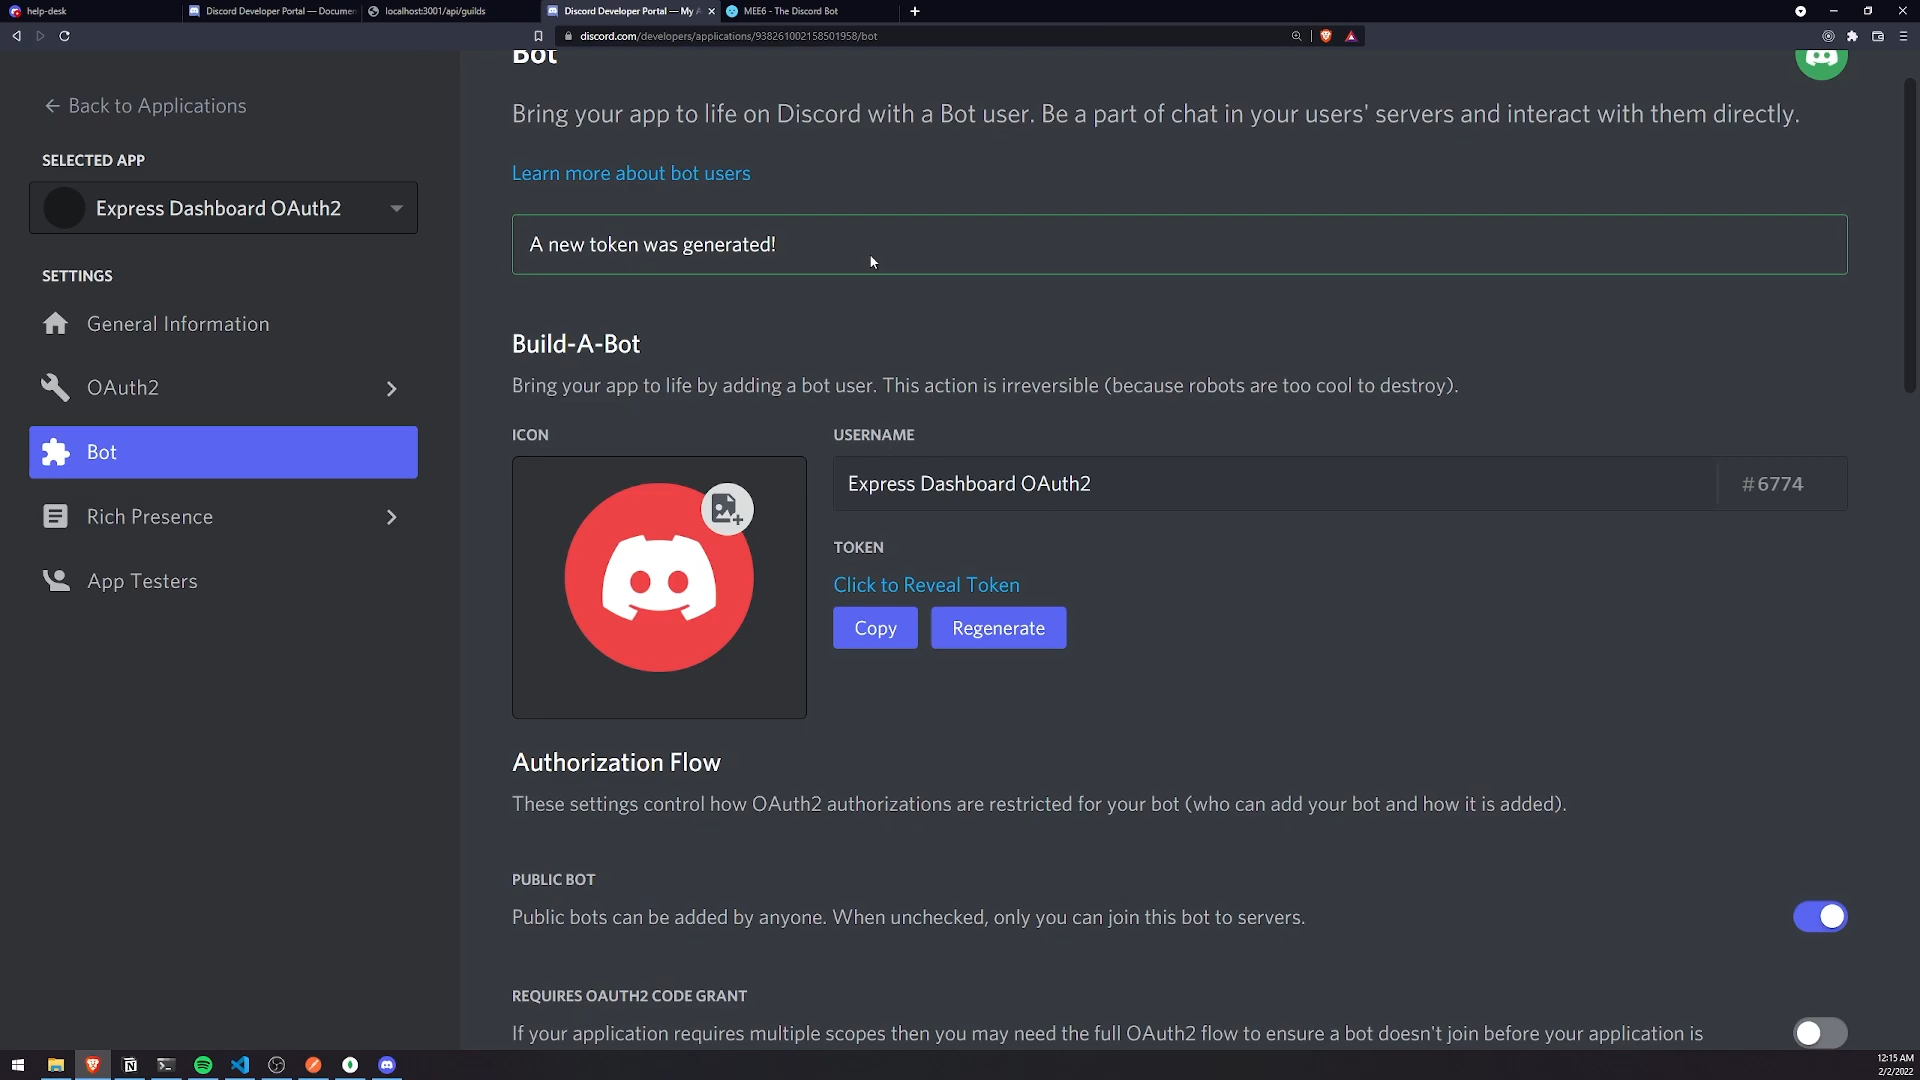 help-desk
Discord Developer Portal — Documen
localhost:3001/api/guilds
Discord Developer Portal — My A
MEE6 - The Discord Bot
discord.com/developers/applications/938261002158501958/bot
Back to Applications
SELECTED APP
Express Dashboard OAuth2
SETTINGS
General Information
OAuth2
Bot
Rich Presence
App Testers
Bot
Bring your app to life on Discord with a Bot user. Be a part of chat in your users' servers and interact with them directly.
Learn more about bot users
A new token was generated!
Build-A-Bot
Bring your app to life by adding a bot user. This action is irreversible (because robots are too cool to destroy).
ICON
USERNAME
Express Dashboard OAuth2
#6774
TOKEN
Click to Reveal Token
Copy
Regenerate
Authorization Flow
These settings control how OAuth2 authorizations are restricted for your bot (who can add your bot and how it is added).
PUBLIC BOT
Public bots can be added by anyone. When unchecked, only you can join this bot to servers.
REQUIRES OAUTH2 CODE GRANT
If your application requires multiple scopes then you may need the full OAuth2 flow to ensure a bot doesn't join before your application is
12:15 AM
2/2/2022